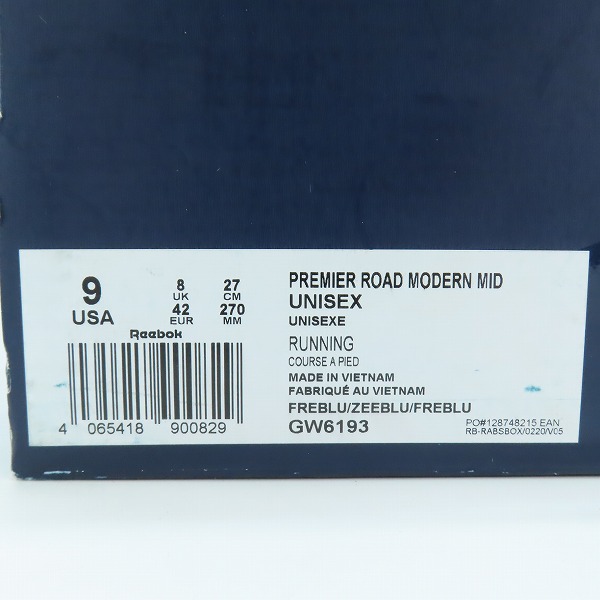 9
USA
8
UK
42
EUR
27
CM
270
MM
Reebok
4 065418 900829
PREMIER ROAD MODERN MID
UNISEX
UNISEXE
RUNNING
COURSE A PIED
MADE IN VIETNAM
FABRIQUÉ AU VIETNAM
FREBLU/ZEEBLU/FREBLU
GW6193
PO#128748215 EAN
RB-RABSBOX/0220/V05